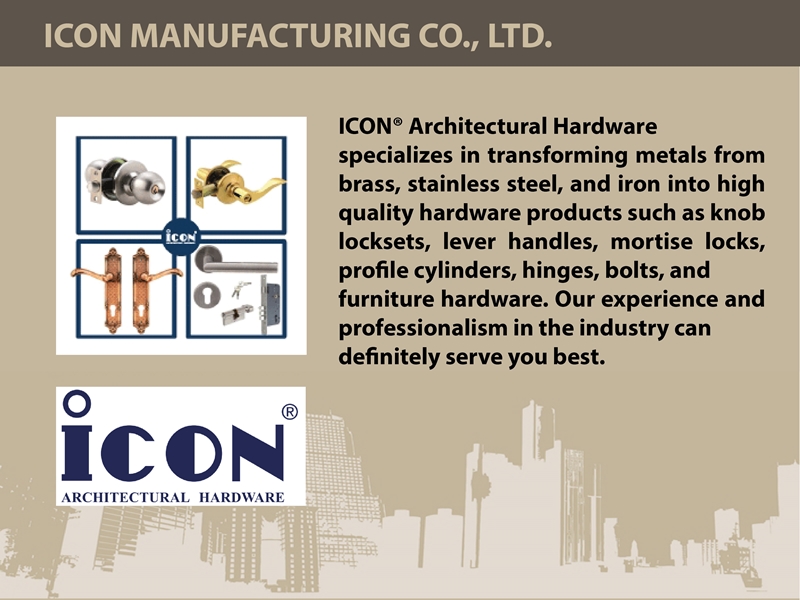 ICON MANUFACTURING CO., LTD.
ICON® Architectural Hardware
specializes in transforming metals from
brass, stainless steel, and iron into high
quality hardware products such as knob
locksets, lever handles, mortise locks,
profile cylinders, hinges, bolts, and
furniture hardware. Our experience and
professionalism in the industry can
definitely serve you best.
icon
icon®
ARCHITECTURAL HARDWARE